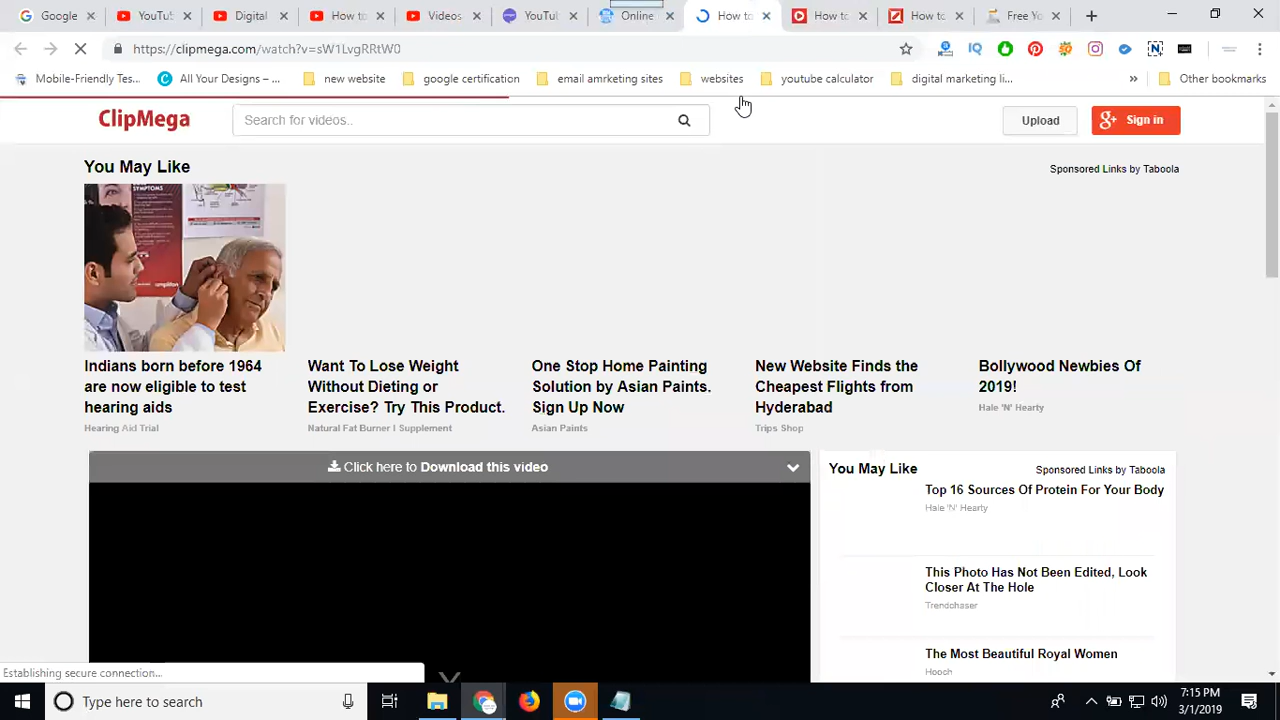 Google
YouTu
Digital
How to
Videos
YouTu
Online
How to
How to
How to
Free Yo
https://clipmega.com/watch?v=sW1LvgRRtW0
Mobile-Friendly Tes...
All Your Designs – ...
new website
google certification
email amrketing sites
websites
youtube calculator
digital marketing li...
»
Other bookmarks
ClipMega
Search for videos..
Upload
g+ Sign in
You May Like
Sponsored Links by Taboola
SYMPTOMS
amplifon
Indians born before 1964
are now eligible to test
hearing aids
Hearing Aid Trial
Want To Lose Weight
Without Dieting or
Exercise? Try This Product.
Natural Fat Burner | Supplement
One Stop Home Painting
Solution by Asian Paints.
Sign Up Now
Asian Paints
New Website Finds the
Cheapest Flights from
Hyderabad
Trips Shop
Bollywood Newbies Of
2019!
Hale 'N' Hearty
Click here to Download this video
You May Like
Sponsored Links by Taboola
Top 16 Sources Of Protein For Your Body
Hale 'N' Hearty
This Photo Has Not Been Edited, Look
Closer At The Hole
Trendchaser
The Most Beautiful Royal Women
Hooch
Establishing secure connection...
Type here to search
7:15 PM
3/1/2019